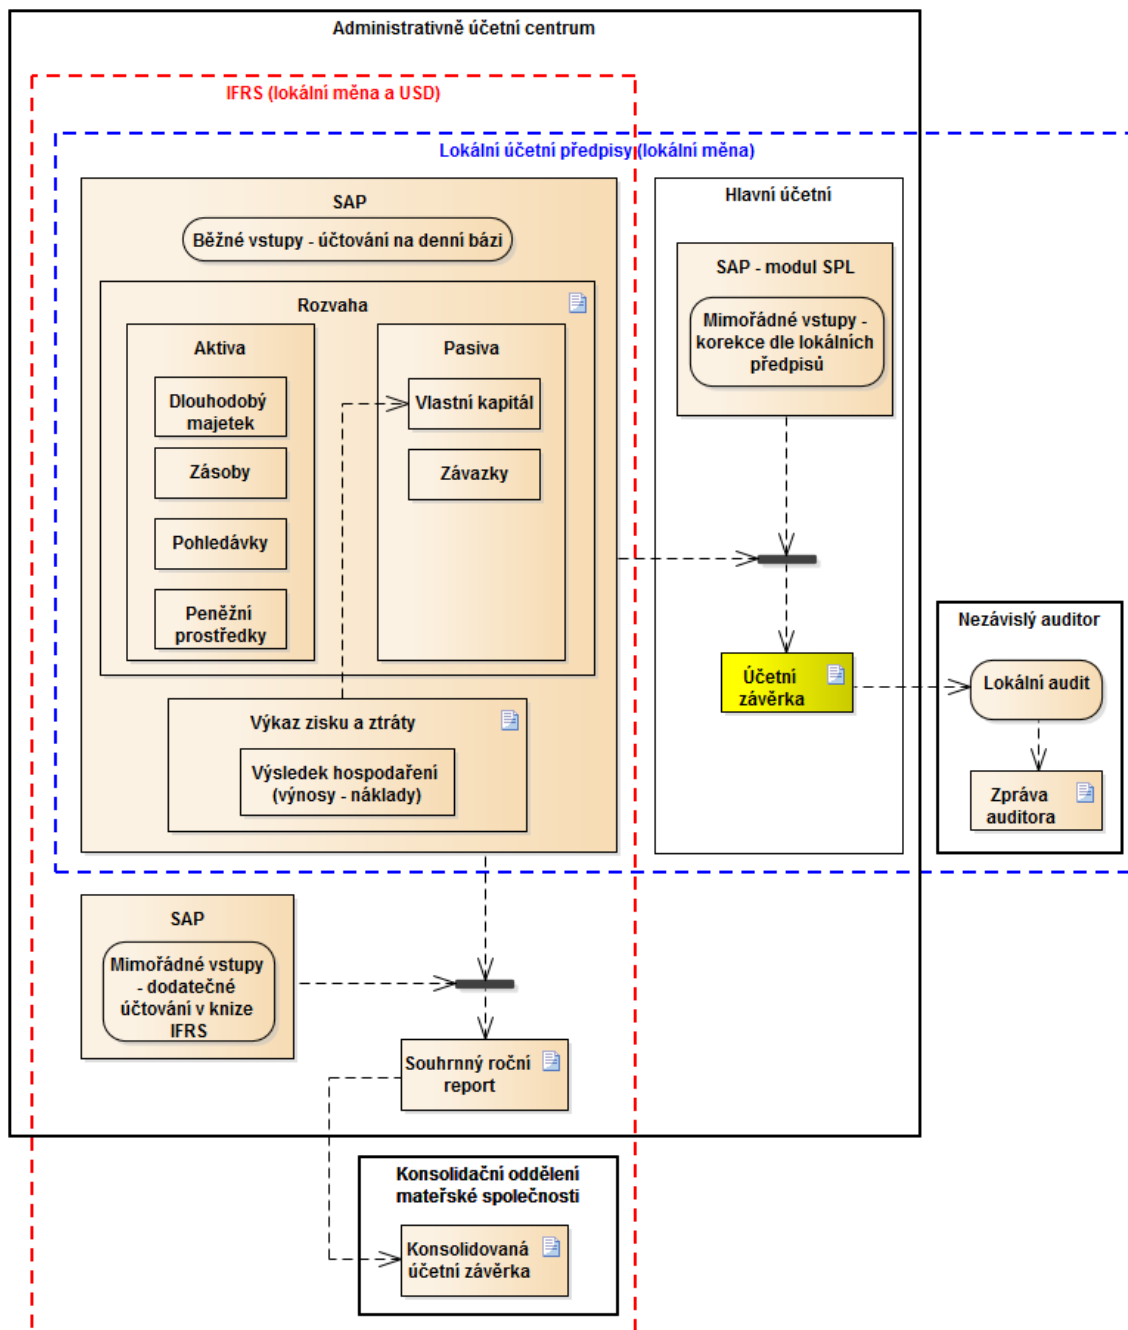 Administrativně účetní centrum
IFRS (lokální měna a USD)
Lokální účetní předpisy (lokální měna)
SAP
Běžné vstupy - účtování na denní bázi
Rozvaha
Aktiva
Dlouhodobý
majetek
Zásoby
Pohledávky
Peněžní
prostředky
Pasiva
Vlastní kapitál
Závazky
Výkaz zisku a ztráty
Výsledek hospodaření
(výnosy - náklady)
Hlavní účetní
SAP - modul SPL
Mimořádné vstupy -
korekce dle lokálních
předpisů
Účetní
závěrka
Nezávislý auditor
Lokální audit
Zpráva
auditora
SAP
Mimořádné vstupy
- dodatečné
účtování v knize
IFRS
Souhrnný roční
report
Konsolidační oddělení
mateřské společnosti
Konsolidovaná
účetní závěrka